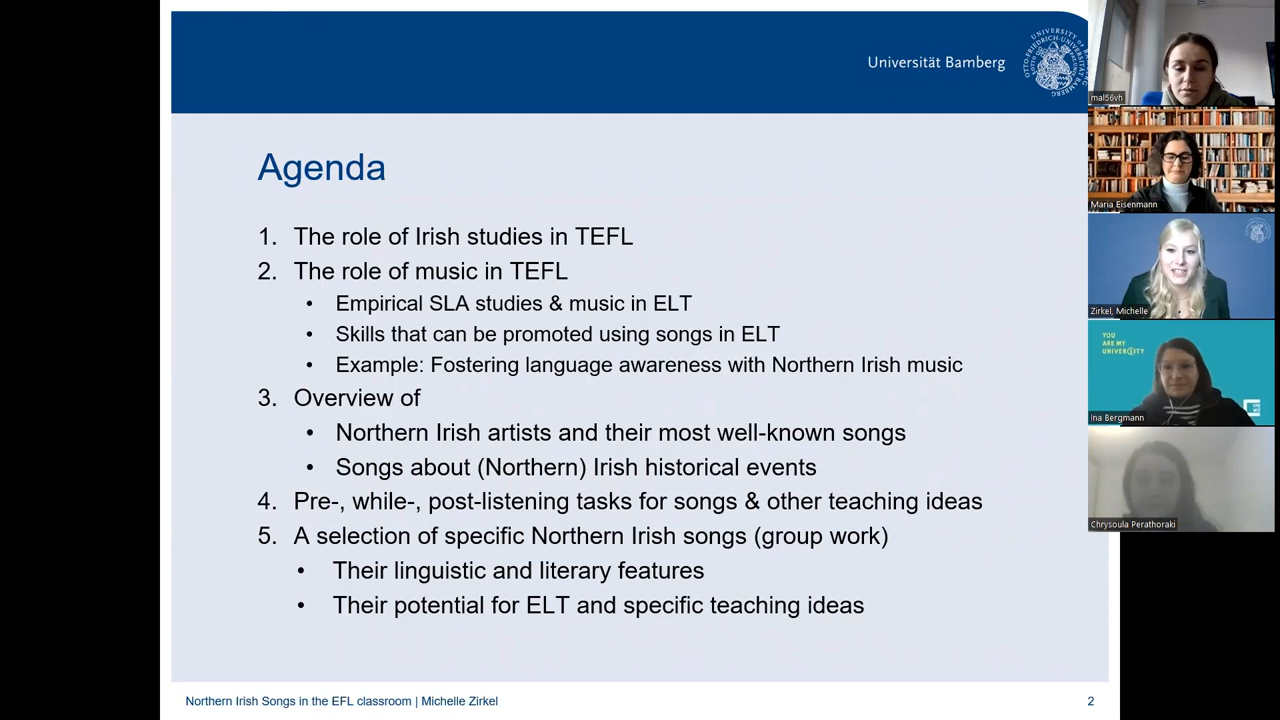 Universität Bamberg
Agenda
1. The role of Irish studies in TEFL
2. The role of music in TEFL
• Empirical SLA studies & music in ELT
• Skills that can be promoted using songs in ELT
• Example: Fostering language awareness with Northern Irish music
3. Overview of
• Northern Irish artists and their most well-known songs
• Songs about (Northern) Irish historical events
4. Pre-, while-, post-listening tasks for songs & other teaching ideas
5. A selection of specific Northern Irish songs (group work)
• Their linguistic and literary features
• Their potential for ELT and specific teaching ideas
Northern Irish Songs in the EFL classroom | Michelle Zirkel
2
mal56vh
Maria Eisenmann
Zirkel, Michelle
YOU
ARE MY
UNIVERS
Ina Bergmann
Chrysoula Perathoraki